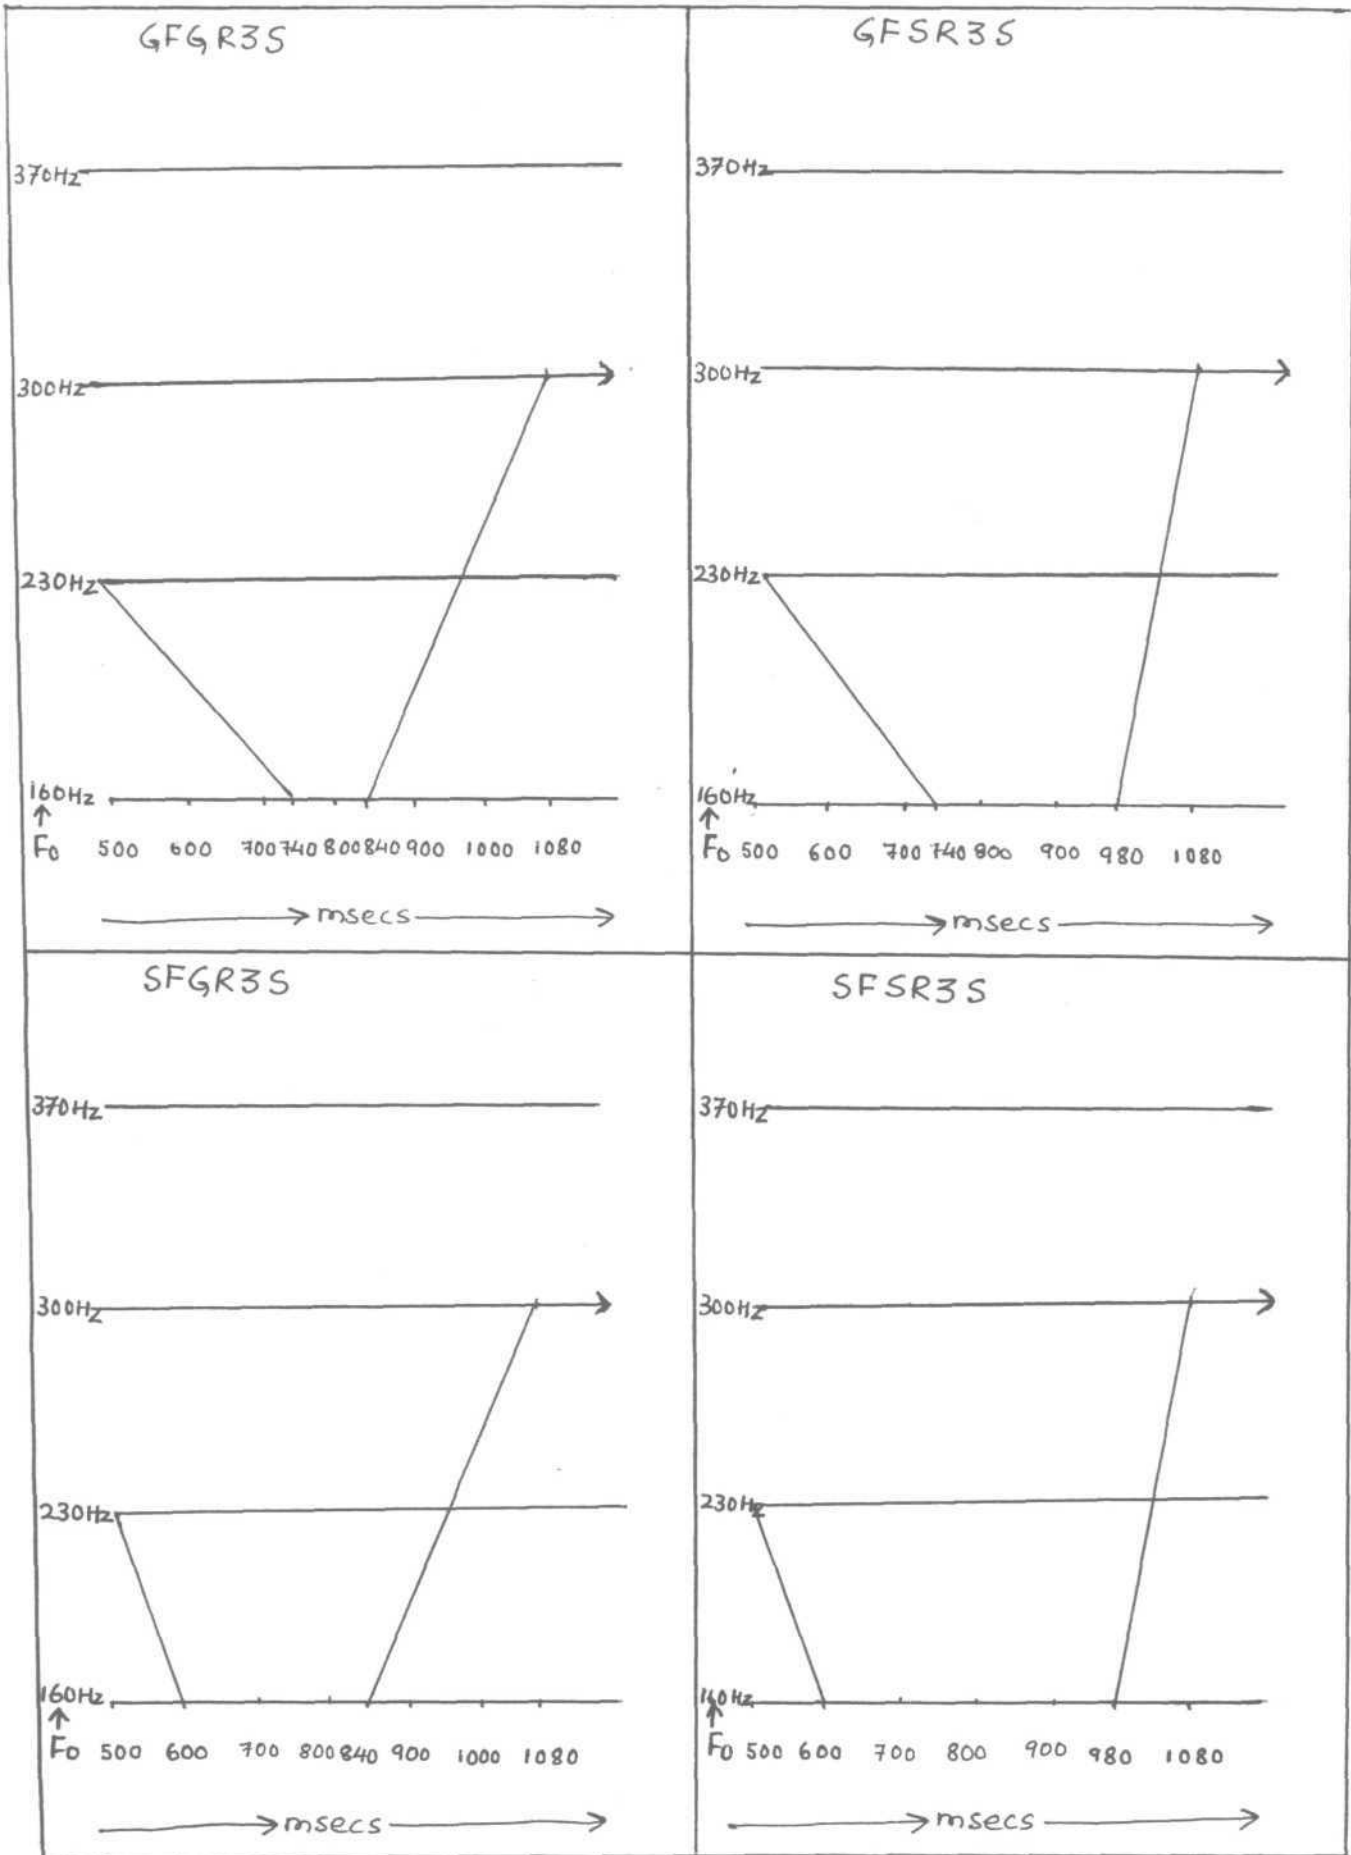 GFGR3S
370Hz
300Hz
230Hz
160Hz
↑
F0 500 600 700 740 800 840 900 1000 1080
→ msecs →
GFSR3S
370Hz
300Hz
230Hz
160Hz
↑
F0 500 600 700 740 800 900 980 1080
→ msecs →
SFGR3S
370Hz
300Hz
230Hz
160Hz
↑
F0 500 600 700 800 840 900 1000 1080
→ msecs →
SFSR3S
370Hz
300Hz
230Hz
160Hz
↑
F0 500 600 700 800 900 980 1080
→ msecs →